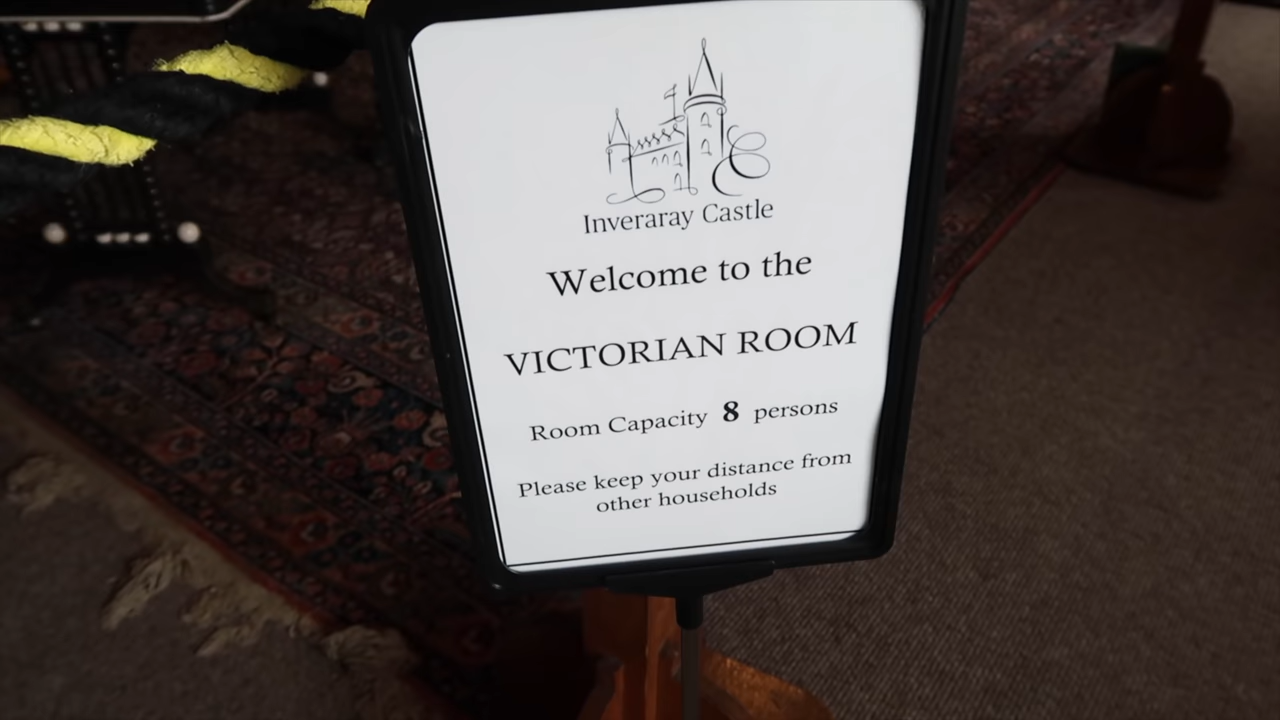 Inveraray Castle
Welcome to the
VICTORIAN ROOM
Room Capacity 8 persons
Please keep your distance from
other households